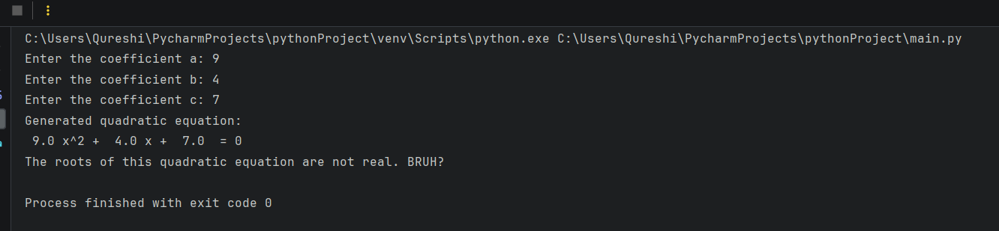 C:\Users\Qureshi\PycharmProjects\pythonProject\venv\Scripts\python.exe C:\Users\Qureshi\PycharmProjects\pythonProject\main.py
Enter the coefficient a: 9
Enter the coefficient b: 4
Enter the coefficient c: 7
Generated quadratic equation:
 9.0 x^2 +  4.0 x +  7.0  = 0
The roots of this quadratic equation are not real. BRUH?
Process finished with exit code 0